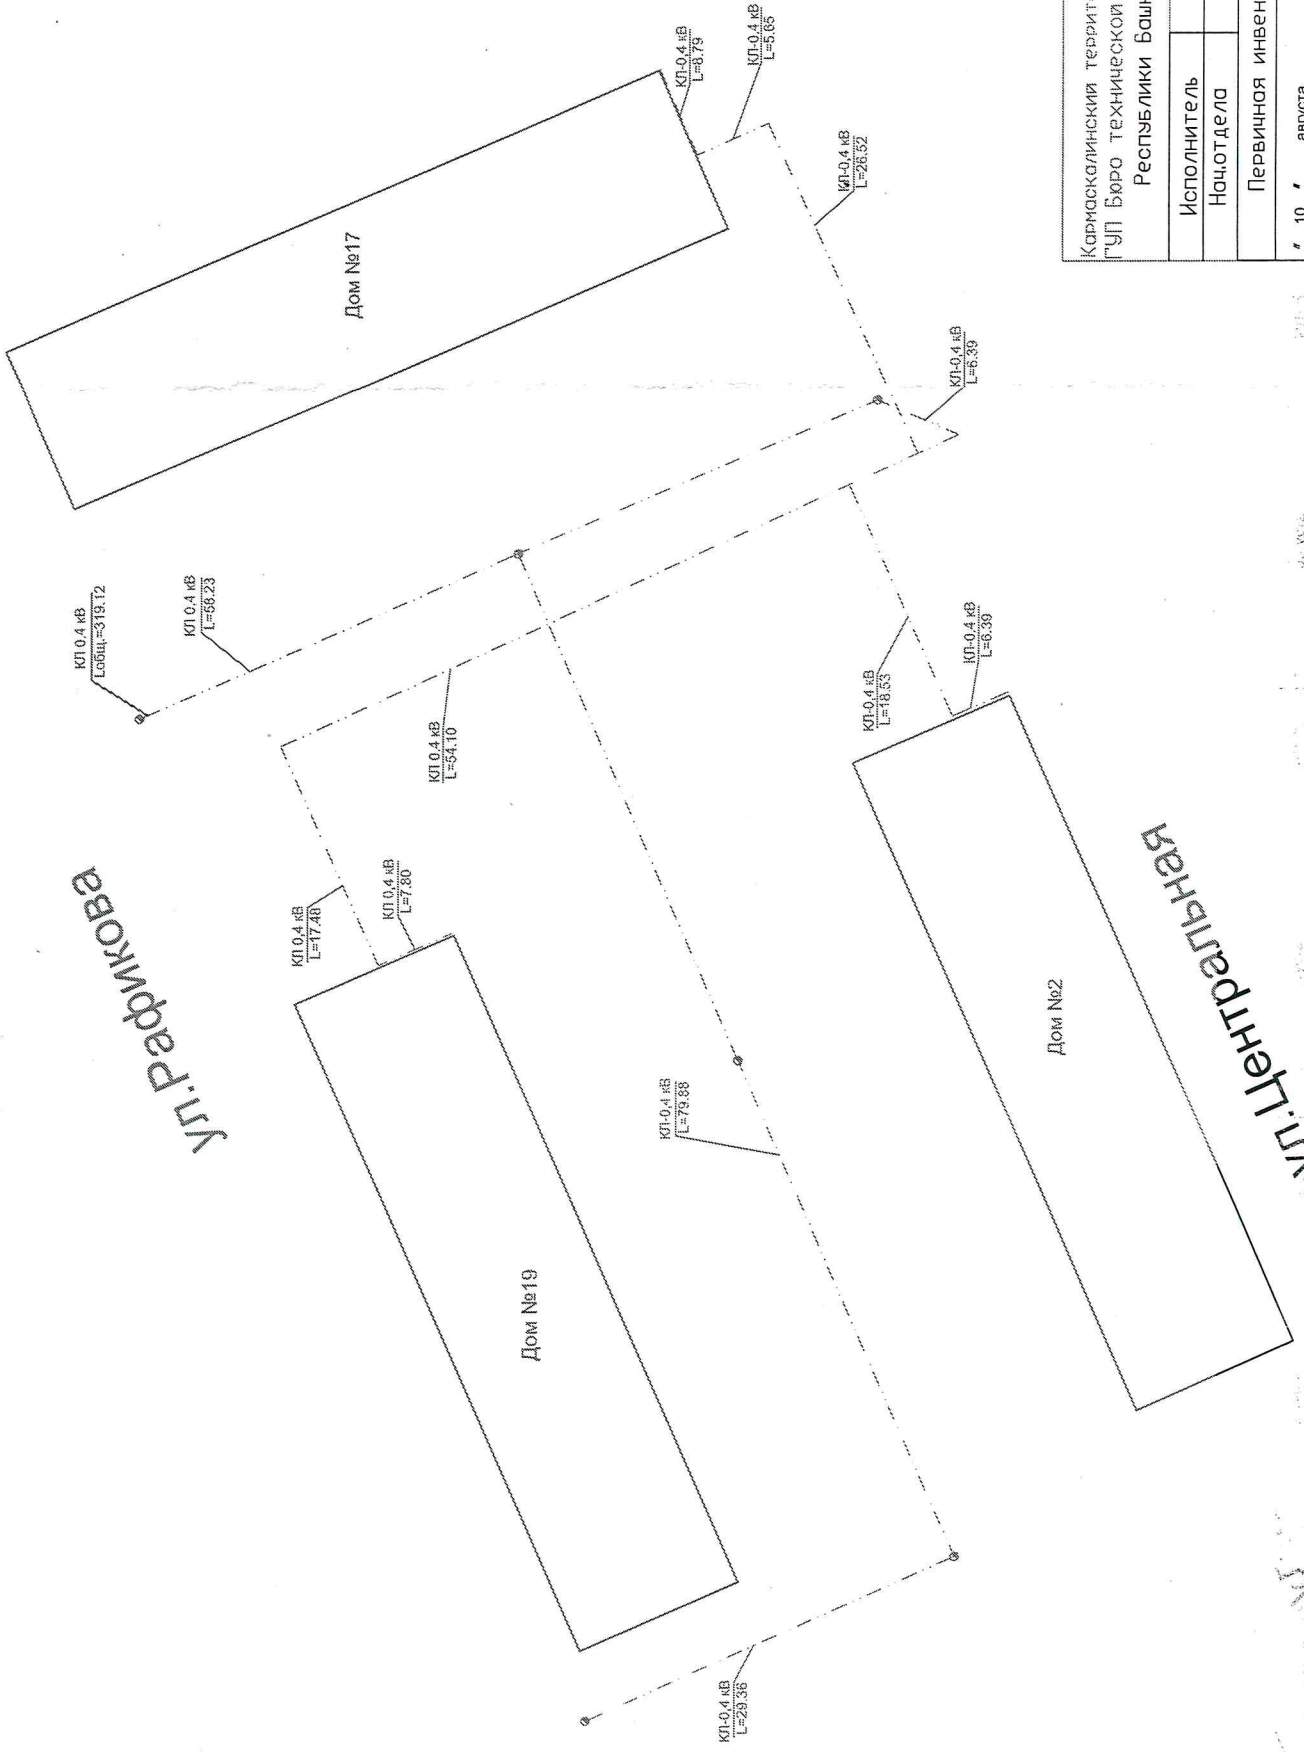 ул.Рафикова
КЛ 0.4 кВ
Lобщ.=319.12
КЛ 0.4 кВ
L=58.23
КЛ 0.4 кВ
L=54.10
КЛ 0,4 кВ
L=17.48
КЛ 0,4 кВ
L=7.80
Дом №17
КЛ-0,4 кВ
L=8.79
КЛ-0.4 кВ
L=5.65
КЛ-0,4 кВ
L=26.52
КЛ-0,4 кВ
L=6.39
КЛ-0,4 кВ
L=18.53
КЛ-0.4 кВ
L=6.39
Дом №19
КЛ-0,4 кВ
L=79.88
КЛ-0,4 кВ
L=29.36
Дом №2
ул.Центральная
Кармаскалинский террит
ГУП Бюро технической
Республики Баш
Исполнитель
Нач.отдела
Первичная инвен
" 10 " августа